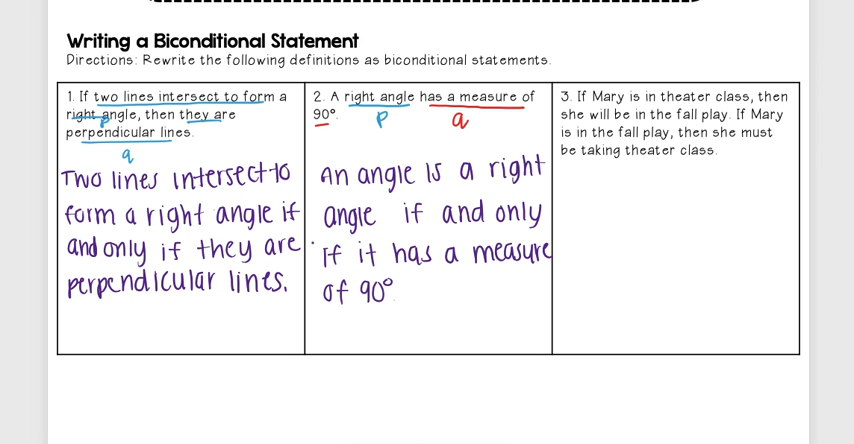 Writing a Biconditional Statement
Directions: Rewrite the following definitions as biconditional statements.
1. If two lines intersect to form a
right angle, then they are
perpendicular lines.
p
q
Two lines intersect to
form a right angle if
and only if they are
perpendicular lines.
2. A right angle has a measure of
90°.
p
q
An angle is a right
angle if and only
if it has a measure
of 90°
3. If Mary is in theater class, then
she will be in the fall play. If Mary
is in the fall play, then she must
be taking theater class.